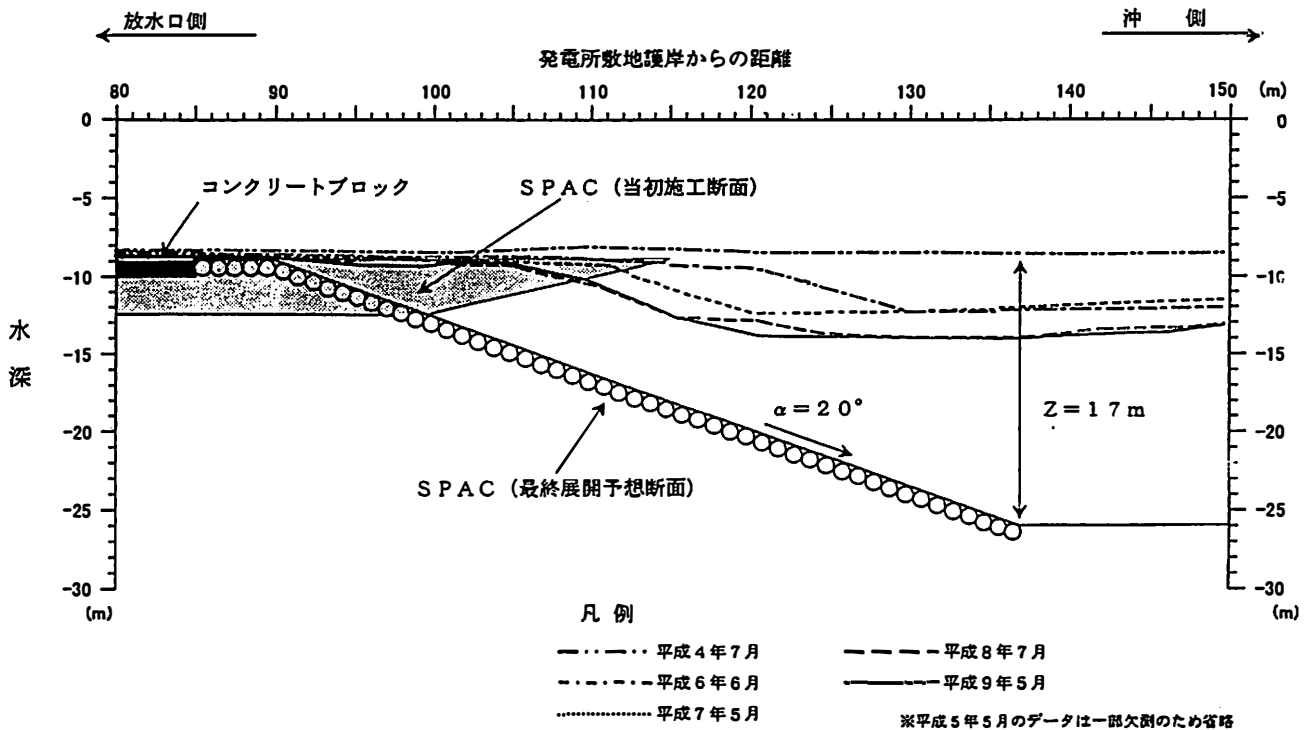 放水口側
沖 側
発電所敷地護岸からの距離
80 90 100 110 120 130 140 150 (m)
0 0
コンクリートブロック SPAC (当初施工断面)
-5 -5
-10 -10
水深
-15 -15
α=20° Z=17m
-20 -20
SPAC (最終展開予想断面)
-25 -25
-30 -30
(m) (m)
凡例
平成4年7月 平成8年7月
平成6年6月 平成9年5月
平成7年5月
※平成5年5月のデータは一部欠測のため省略